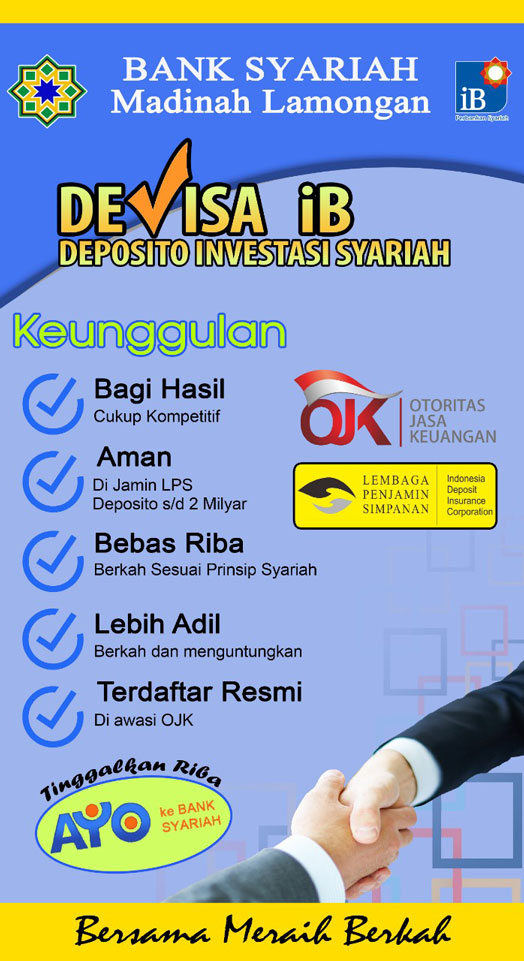 BANK SYARIAH
Madinah Lamongan
iB
Perbankan Syariah
DEVISA iB
DEPOSITO INVESTASI SYARIAH
Keunggulan
Bagi Hasil
Cukup Kompetitif
OJK
OTORITAS
JASA
KEUANGAN
Aman
Di Jamin LPS
Deposito s/d 2 Milyar
LEMBAGA
PENJAMIN
SIMPANAN
Indonesia
Deposit
Insurance
Corporation
Bebas Riba
Berkah Sesuai Prinsip Syariah
Lebih Adil
Berkah dan menguntungkan
Terdaftar Resmi
Di awasi OJK
Tinggalkan Riba
AYO
ke BANK
SYARIAH
Bersama Meraih Berkah